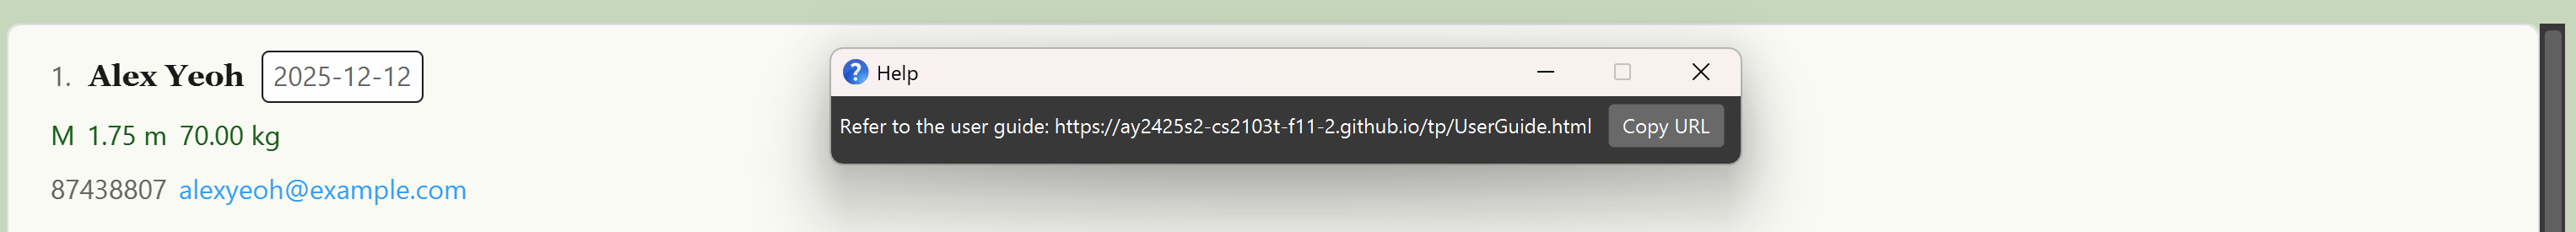 1. Alex Yeoh 2025-12-12
M 1.75 m 70.00 kg
87438807 alexyeoh@example.com
Help
Refer to the user guide: https://ay2425s2-cs2103t-f11-2.github.io/tp/UserGuide.html Copy URL